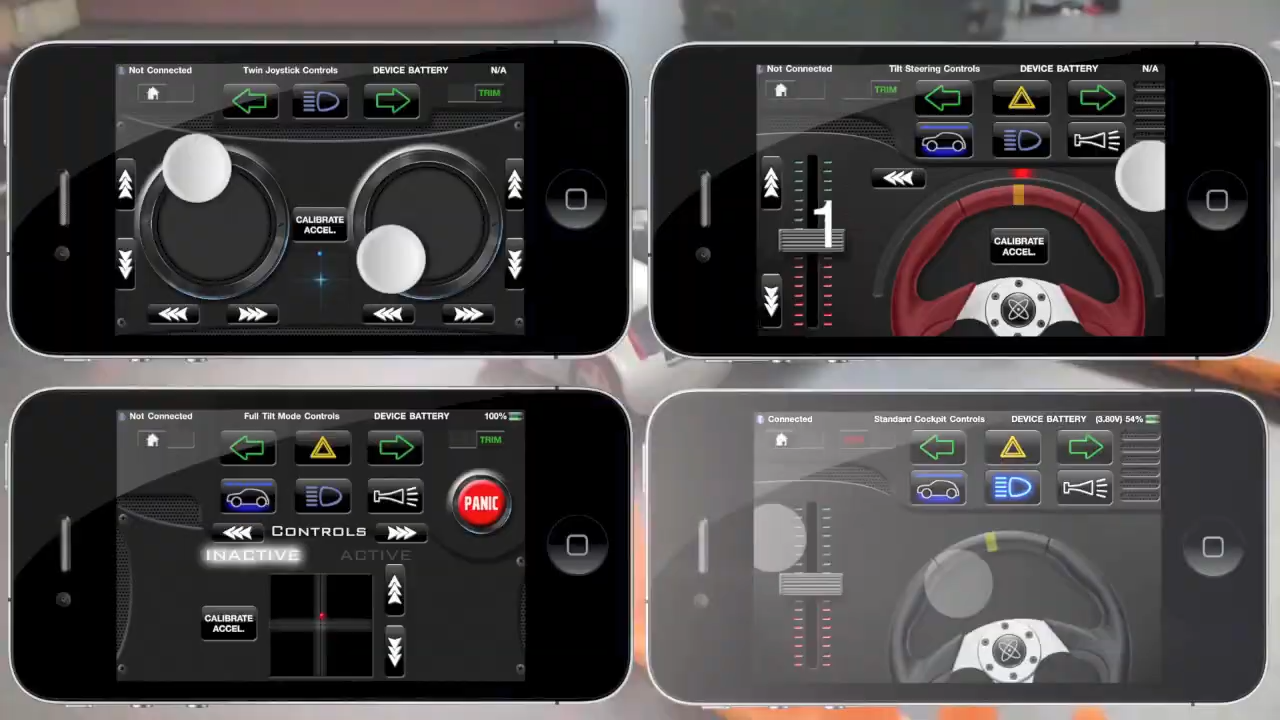 Not Connected Twin Joystick Controls DEVICE BATTERY N/A
TRIM
CALIBRATE
ACCEL.
Not Connected Tilt Steering Controls DEVICE BATTERY N/A
TRIM
1
CALIBRATE
ACCEL.
Not Connected Full Tilt Mode Controls DEVICE BATTERY 100%
TRIM
PANIC
CONTROLS
INACTIVE ACTIVE
CALIBRATE
ACCEL.
Connected Standard Cockpit Controls DEVICE BATTERY (3.80V) 54%